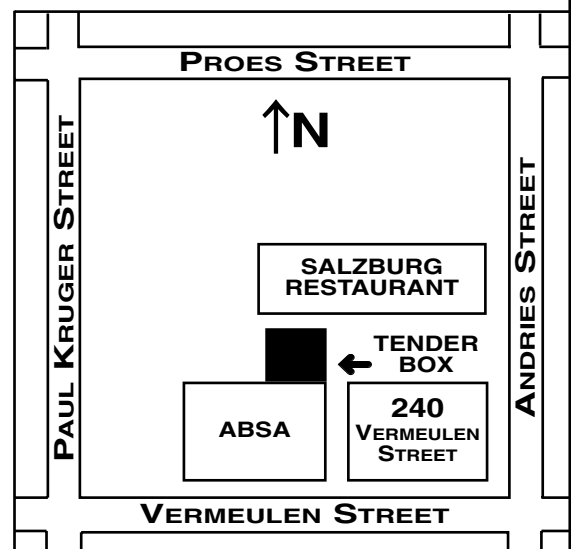 PROES STREET
N
PAUL KRUGER STREET
ANDRIES STREET
SALZBURG
RESTAURANT
TENDER
BOX
ABSA
240
VERMEULEN
STREET
VERMEULEN STREET